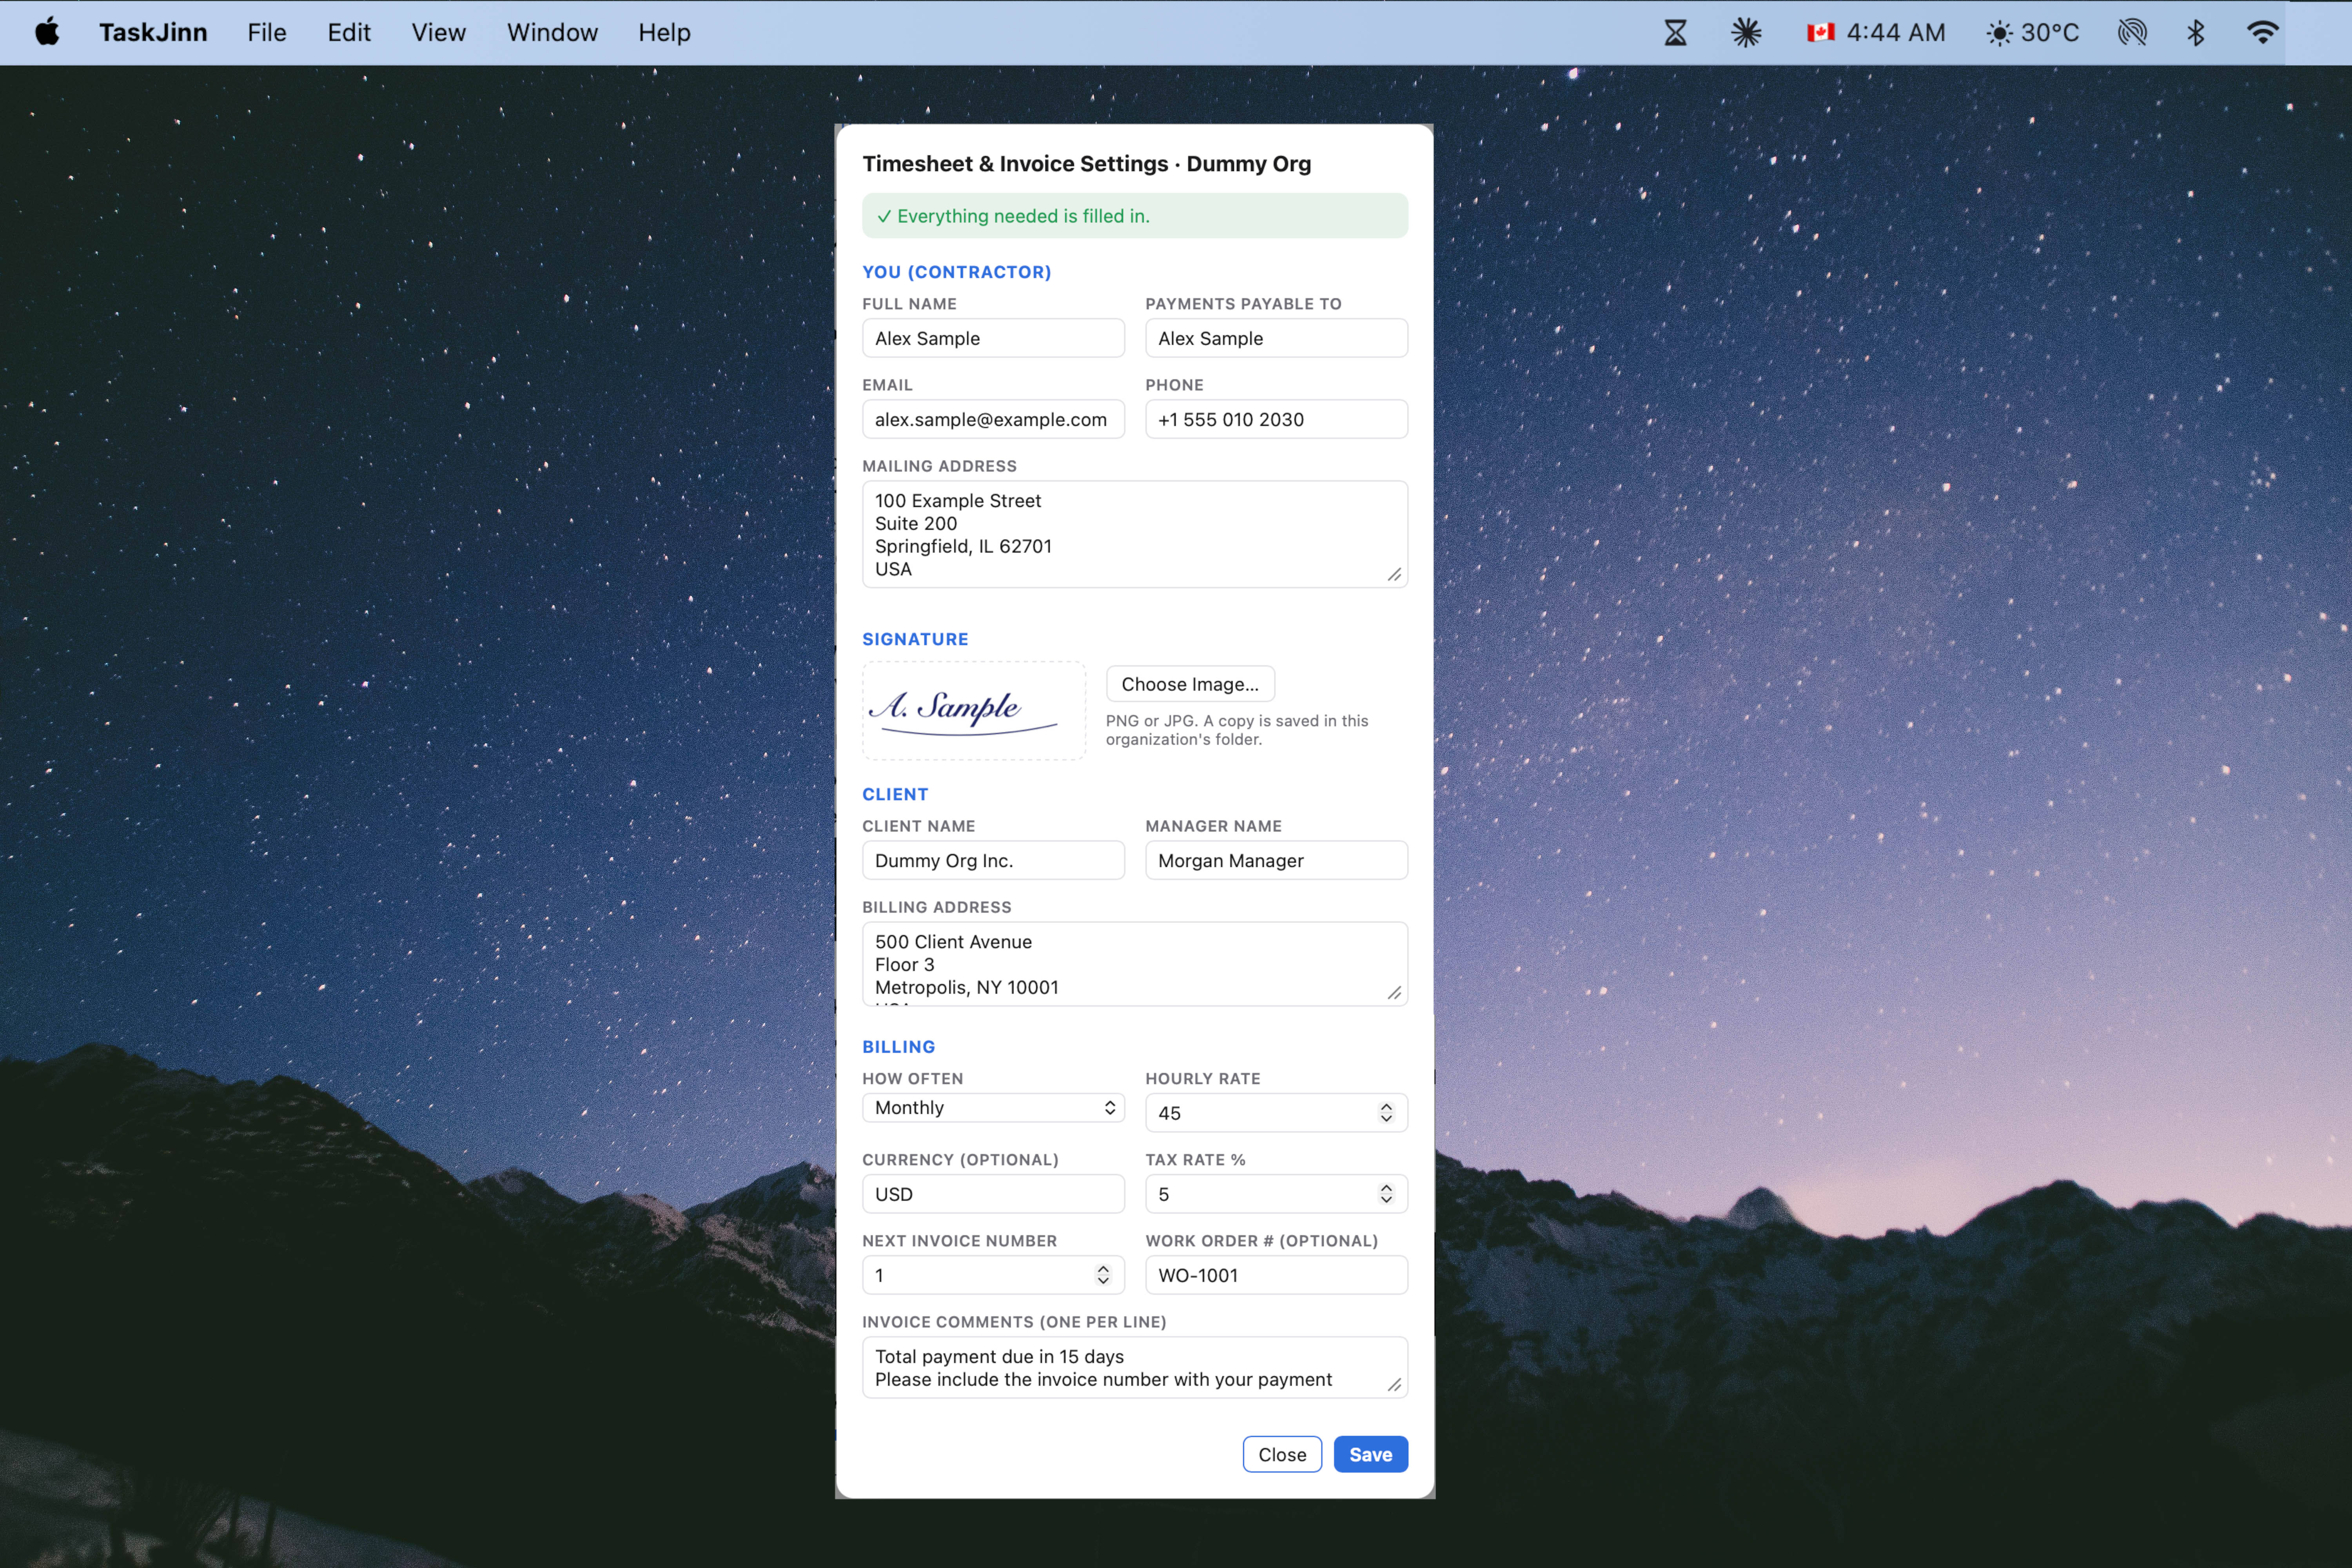 TaskJinn File Edit View Window Help 4:44 AM 30°C
Timesheet & Invoice Settings · Dummy Org
✓ Everything needed is filled in.
YOU (CONTRACTOR)
FULL NAME PAYMENTS PAYABLE TO
Alex Sample Alex Sample
EMAIL PHONE
alex.sample@example.com +1 555 010 2030
MAILING ADDRESS
100 Example Street
Suite 200
Springfield, IL 62701
USA
SIGNATURE
A. Sample
Choose Image...
PNG or JPG. A copy is saved in this
organization's folder.
CLIENT
CLIENT NAME MANAGER NAME
Dummy Org Inc. Morgan Manager
BILLING ADDRESS
500 Client Avenue
Floor 3
Metropolis, NY 10001
BILLING
HOW OFTEN HOURLY RATE
Monthly 45
CURRENCY (OPTIONAL) TAX RATE %
USD 5
NEXT INVOICE NUMBER WORK ORDER # (OPTIONAL)
1 WO-1001
INVOICE COMMENTS (ONE PER LINE)
Total payment due in 15 days
Please include the invoice number with your payment
Close Save